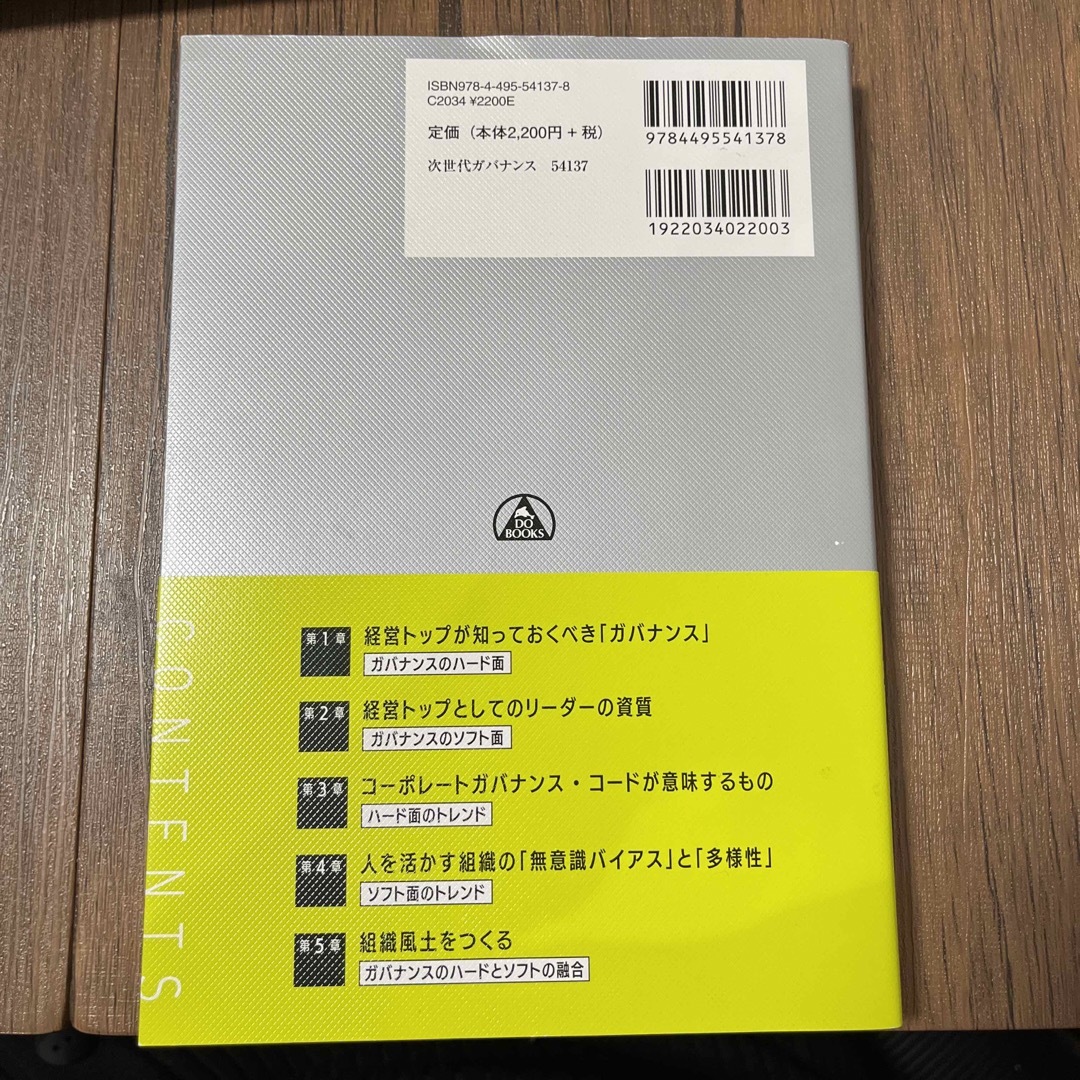 ISBN978-4-495-54137-8
C2034 ¥2200E
定価（本体2,200円 + 税）
次世代ガバナンス 54137
9784495541378
1922034022003
DO
BOOKS
CONTENTS
第1章
経営トップが知っておくべき「ガバナンス」
ガバナンスのハード面
第2章
経営トップとしてのリーダーの資質
ガバナンスのソフト面
第3章
コーポレートガバナンス・コードが意味するもの
ハード面のトレンド
第4章
人を活かす組織の「無意識バイアス」と「多様性」
ソフト面のトレンド
第5章
組織風土をつくる
ガバナンスのハードとソフトの融合